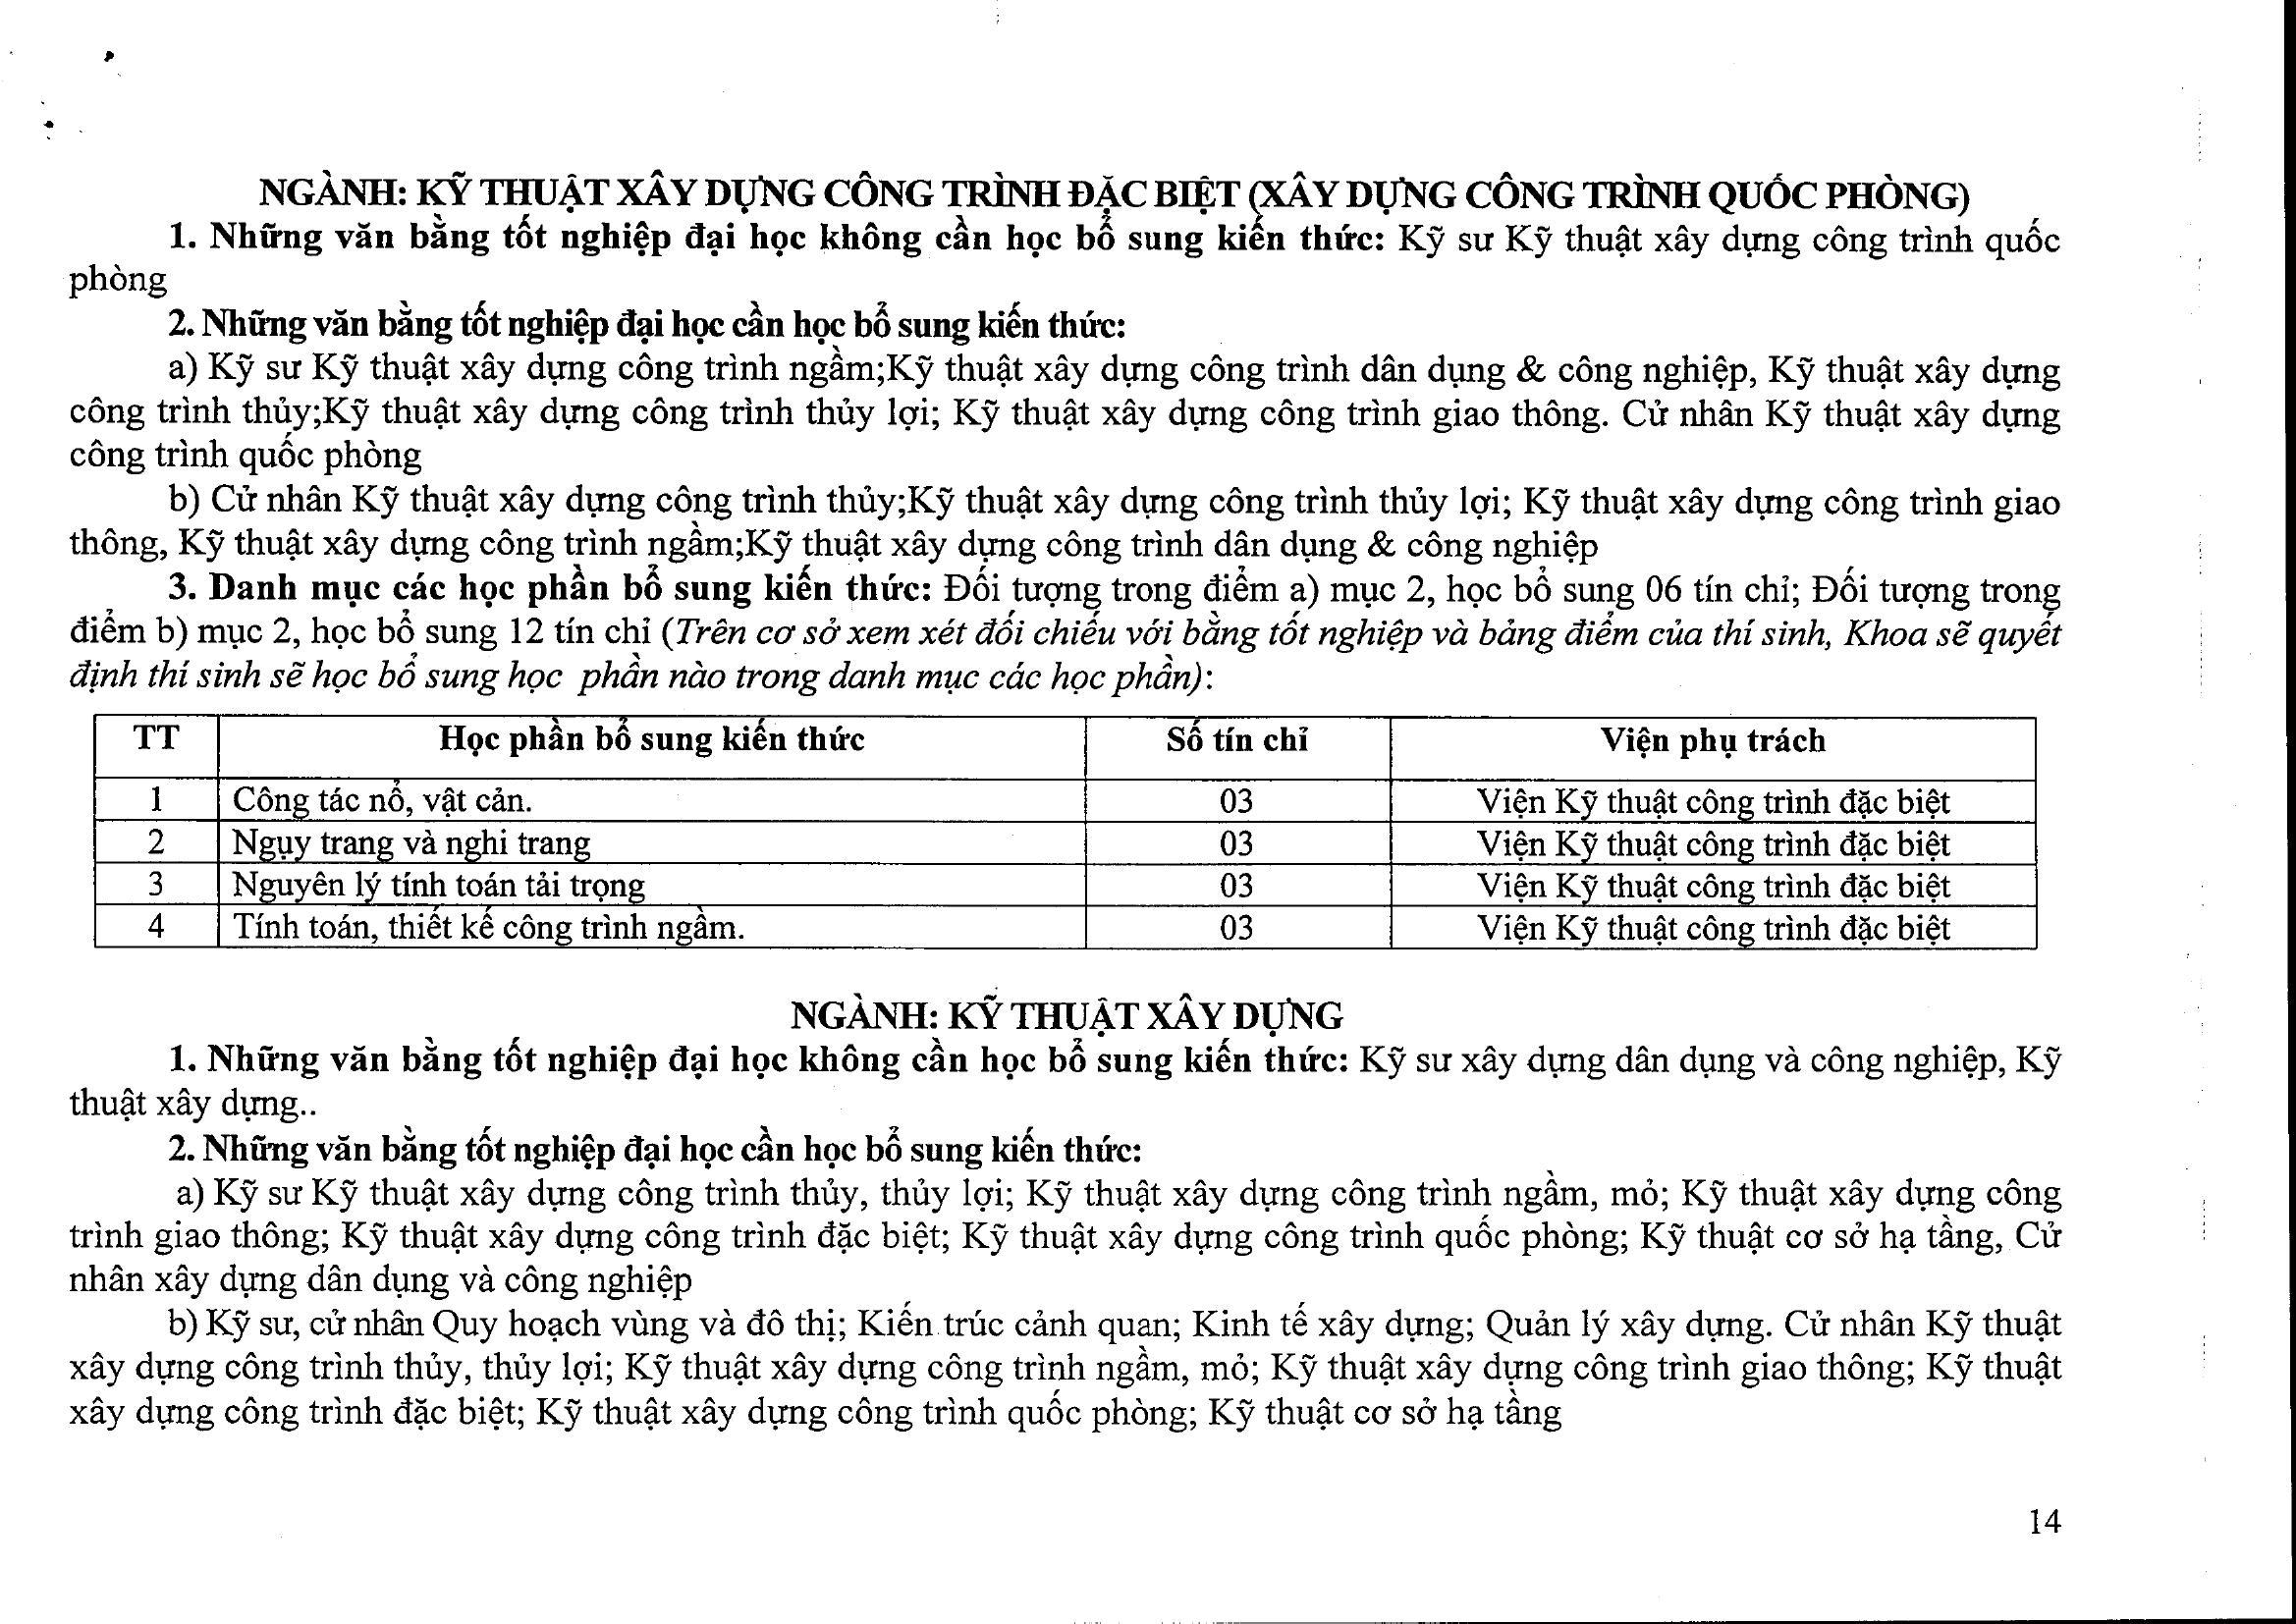 NGÀNH: KỸ THUẬT XÂY DỰNG CÔNG TRÌNH ĐẶC BIỆT (XÂY DỰNG CÔNG TRÌNH QUỐC PHÒNG)
1. Những văn bằng tốt nghiệp đại học không cần học bổ sung kiến thức: Kỹ sư Kỹ thuật xây dựng công trình quốc
phòng
2. Những văn bằng tốt nghiệp đại học cần học bổ sung kiến thức:
a) Kỹ sư Kỹ thuật xây dựng công trình ngầm;Kỹ thuật xây dựng công trình dân dụng & công nghiệp, Kỹ thuật xây dựng
công trình thủy;Kỹ thuật xây dựng công trình thủy lợi; Kỹ thuật xây dựng công trình giao thông. Cử nhân Kỹ thuật xây dựng
công trình quốc phòng
b) Cử nhân Kỹ thuật xây dựng công trình thủy;Kỹ thuật xây dựng công trình thủy lợi; Kỹ thuật xây dựng công trình giao
thông, Kỹ thuật xây dựng công trình ngầm;Kỹ thuật xây dựng công trình dân dụng & công nghiệp
3. Danh mục các học phần bổ sung kiến thức: Đối tượng trong điểm a) mục 2, học bổ sung 06 tín chỉ; Đối tượng trong
điểm b) mục 2, học bổ sung 12 tín chỉ (Trên cơ sở xem xét đối chiếu với bằng tốt nghiệp và bảng điểm của thí sinh, Khoa sẽ quyết
định thí sinh sẽ học bổ sung học phần nào trong danh mục các học phần):
TT Học phần bổ sung kiến thức Số tín chỉ Viện phụ trách
1 Công tác nổ, vật cản. 03 Viện Kỹ thuật công trình đặc biệt
2 Ngụy trang và nghi trang 03 Viện Kỹ thuật công trình đặc biệt
3 Nguyên lý tính toán tải trọng 03 Viện Kỹ thuật công trình đặc biệt
4 Tính toán, thiết kế công trình ngầm. 03 Viện Kỹ thuật công trình đặc biệt
NGÀNH: KỸ THUẬT XÂY DỰNG
1. Những văn bằng tốt nghiệp đại học không cần học bổ sung kiến thức: Kỹ sư xây dựng dân dụng và công nghiệp, Kỹ
thuật xây dựng..
2. Những văn bằng tốt nghiệp đại học cần học bổ sung kiến thức:
a) Kỹ sư Kỹ thuật xây dựng công trình thủy, thủy lợi; Kỹ thuật xây dựng công trình ngầm, mỏ; Kỹ thuật xây dựng công
trình giao thông; Kỹ thuật xây dựng công trình đặc biệt; Kỹ thuật xây dựng công trình quốc phòng; Kỹ thuật cơ sở hạ tầng, Cử
nhân xây dựng dân dụng và công nghiệp
b) Kỹ sư, cử nhân Quy hoạch vùng và đô thị; Kiến trúc cảnh quan; Kinh tế xây dựng; Quản lý xây dựng. Cử nhân Kỹ thuật
xây dựng công trình thủy, thủy lợi; Kỹ thuật xây dựng công trình ngầm, mỏ; Kỹ thuật xây dựng công trình giao thông; Kỹ thuật
xây dựng công trình đặc biệt; Kỹ thuật xây dựng công trình quốc phòng; Kỹ thuật cơ sở hạ tầng
14